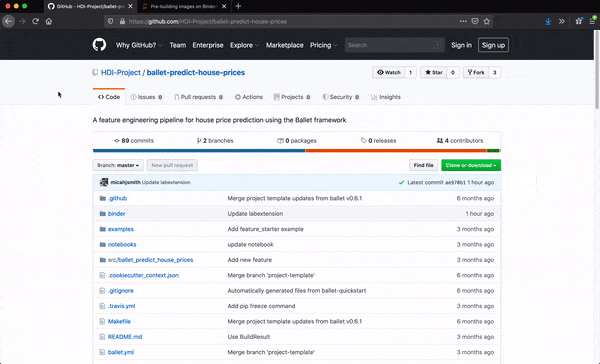 GitHub - HDI-Project/ballet-pre
Pre-building images on Binder
https://github.com/HDI-Project/ballet-predict-house-prices
Why GitHub? Team Enterprise Explore Marketplace Pricing Search Sign in Sign up
HDI-Project / ballet-predict-house-prices
Watch 1 Star 0 Fork 3
Code Issues 0 Pull requests 0 Actions Projects 0 Security 0 Insights
A feature engineering pipeline for house price prediction using the Ballet framework
89 commits 2 branches 0 packages 0 releases 4 contributors
Branch: master New pull request Find file Clone or download
micahjsmith Update labextension Latest commit ae970b1 1 hour ago
.github Merge project template updates from ballet v0.6.1 6 months ago
binder Update labextension 1 hour ago
examples Add feature_starter example 3 months ago
notebooks update notebook 3 months ago
src/ballet_predict_house_prices Add new feature 3 months ago
.cookiecutter_context.json Merge branch 'project-template' 6 months ago
.gitignore Automatically generated files from ballet-quickstart 6 months ago
.travis.yml Add pip freeze command 3 months ago
Makefile Merge project template updates from ballet v0.6.1 6 months ago
README.md Use BuildResult 3 months ago
ballet.yml Merge branch 'project-template' 3 months ago